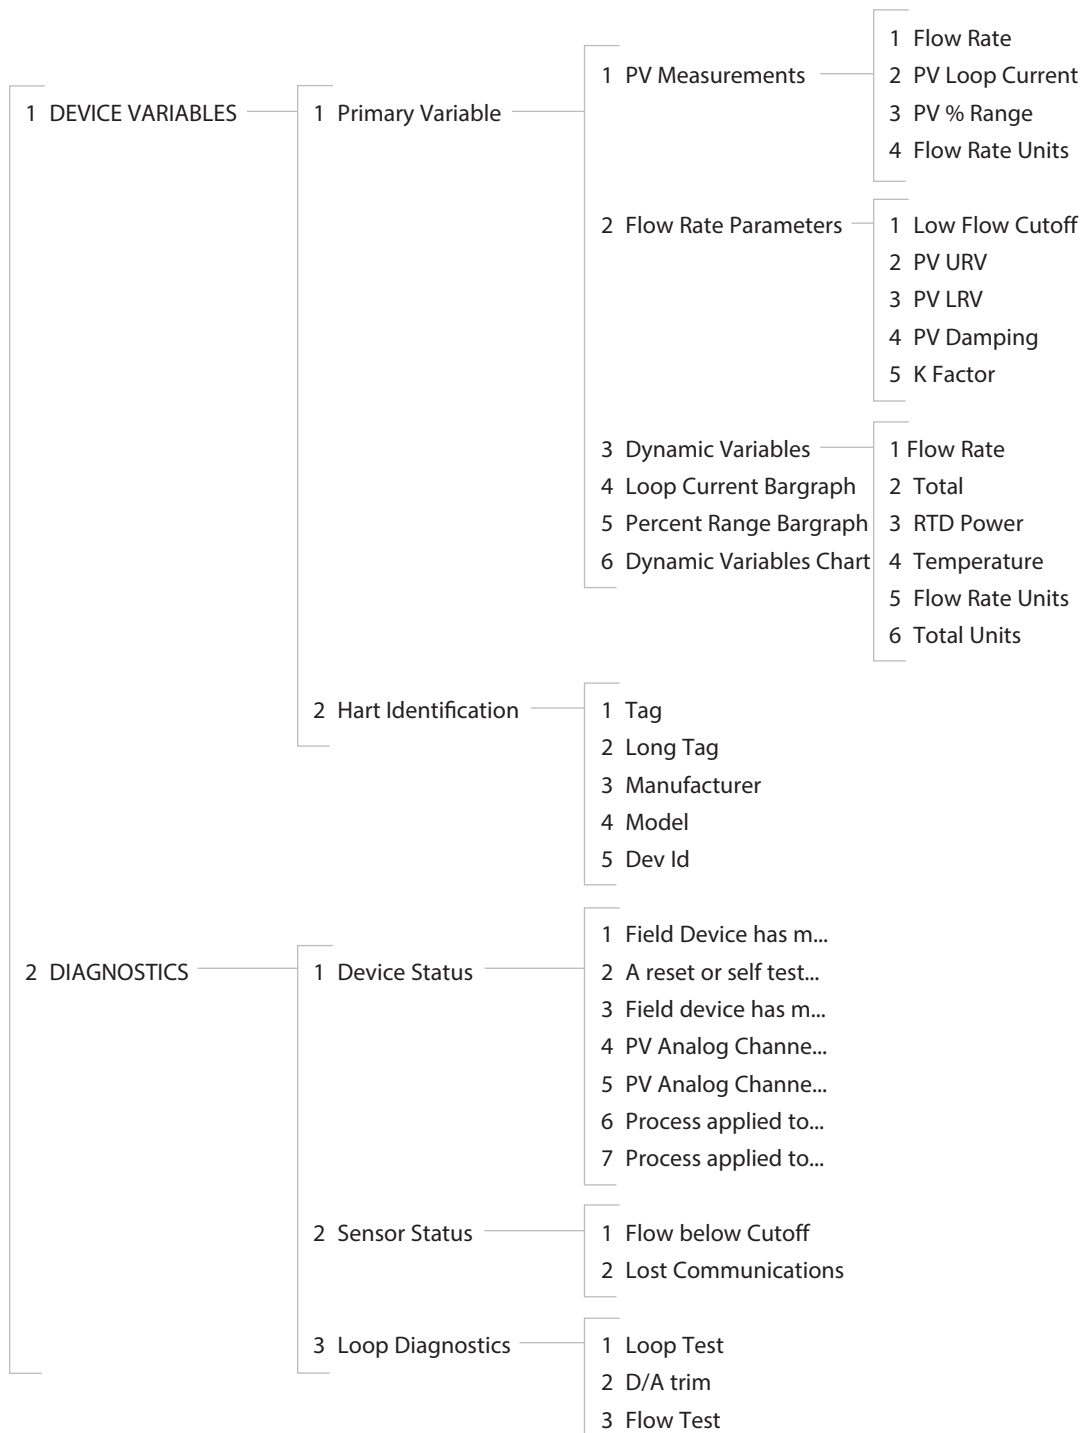 1 DEVICE VARIABLES
1 Primary Variable
1 PV Measurements
1 Flow Rate
2 PV Loop Current
3 PV % Range
4 Flow Rate Units
2 Flow Rate Parameters
1 Low Flow Cutoff
2 PV URV
3 PV LRV
4 PV Damping
5 K Factor
3 Dynamic Variables
1 Flow Rate
2 Total
3 RTD Power
4 Temperature
5 Flow Rate Units
6 Total Units
4 Loop Current Bargraph
5 Percent Range Bargraph
6 Dynamic Variables Chart
2 Hart Identification
1 Tag
2 Long Tag
3 Manufacturer
4 Model
5 Dev Id
2 DIAGNOSTICS
1 Device Status
1 Field Device has m...
2 A reset or self test...
3 Field device has m...
4 PV Analog Channe...
5 PV Analog Channe...
6 Process applied to...
7 Process applied to...
2 Sensor Status
1 Flow below Cutoff
2 Lost Communications
3 Loop Diagnostics
1 Loop Test
2 D/A trim
3 Flow Test